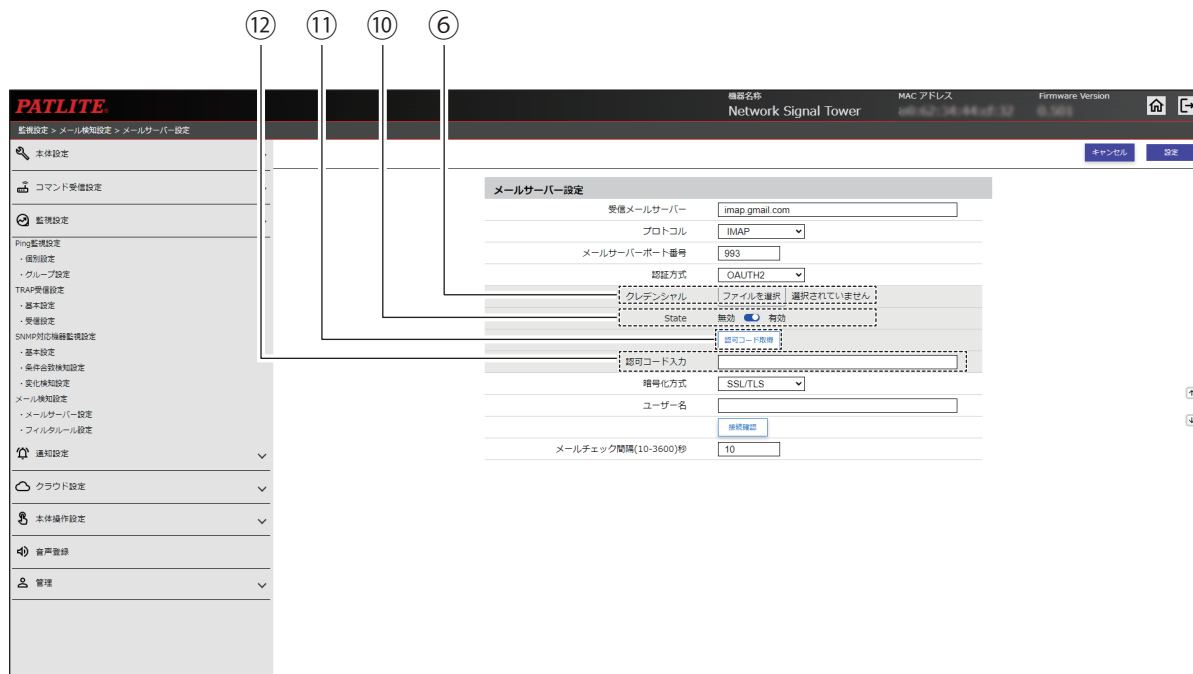 ⑫ ⑪ ⑩ ⑥
PATLITE
機器名称
Network Signal Tower
MAC アドレス
Firmware Version
監視設定 > メール検知設定 > メールサーバー設定
キャンセル 設定
本体設定
コマンド受信設定
監視設定
Ping監視設定
・個別設定
・グループ設定
TRAP受信設定
・基本設定
・受信設定
SNMP対応機器監視設定
・基本設定
・条件合致検知設定
・変化検知設定
メール検知設定
・メールサーバー設定
・フィルタルール設定
通知設定
クラウド設定
本体操作設定
音声登録
管理
メールサーバー設定
受信メールサーバー imap.gmail.com
プロトコル IMAP
メールサーバーポート番号 993
認証方式 OAUTH2
クレデンシャル ファイルを選択 選択されていません
State 無効 有効
認可コード取得
認可コード入力
暗号化方式 SSL/TLS
ユーザー名
接続確認
メールチェック間隔(10-3600)秒 10